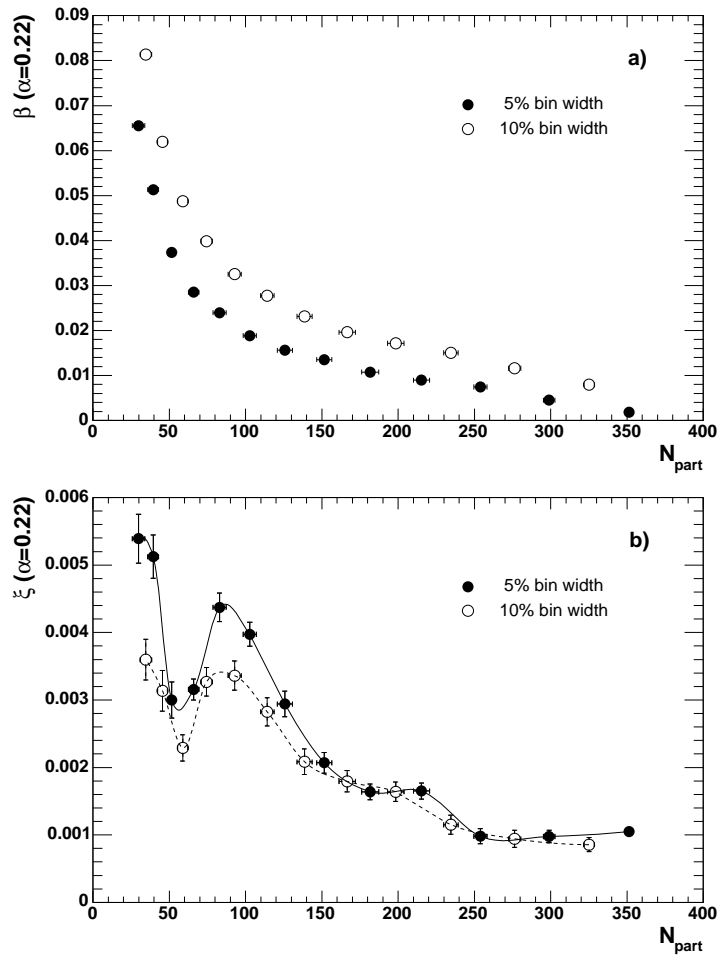 β (α=0.22)
0.09
0.08
0.07
0.06
0.05
0.04
0.03
0.02
0.01
0
a)
5% bin width
10% bin width
0 50 100 150 200 250 300 350 400
N_part
ξ (α=0.22)
0.006
0.005
0.004
0.003
0.002
0.001
0
b)
5% bin width
10% bin width
0 50 100 150 200 250 300 350 400
N_part